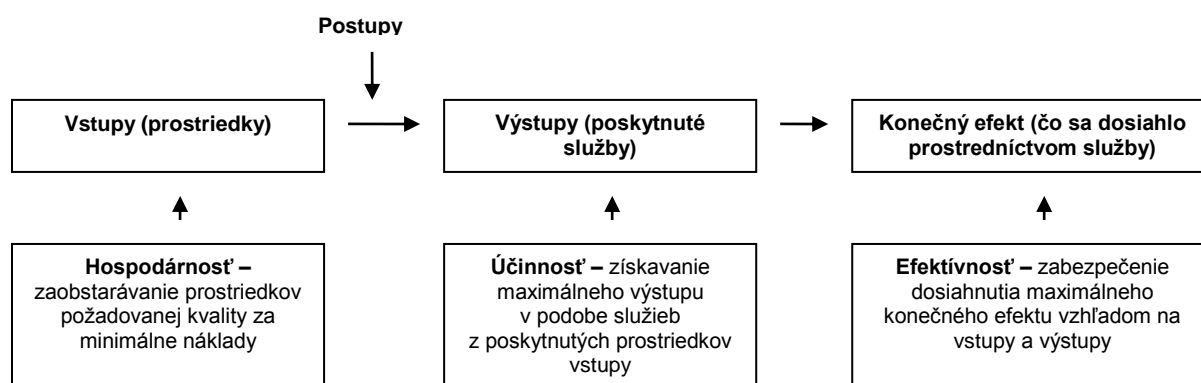 Postupy
Vstupy (prostriedky)
Výstupy (poskytnuté
služby)
Konečný efekt (čo sa dosiahlo
prostredníctvom služby)
Hospodárnosť –
zaobstarávanie prostriedkov
požadovanej kvality za
minimálne náklady
Účinnosť – získavanie
maximálneho výstupu
v podobe služieb
z poskytnutých prostriedkov
vstupy
Efektívnosť – zabezpečenie
dosiahnutia maximálneho
konečného efektu vzhľadom na
vstupy a výstupy